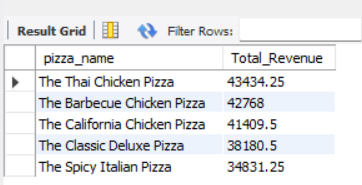 Result Grid Filter Rows:
pizza_name Total_Revenue
The Thai Chicken Pizza 43434.25
The Barbecue Chicken Pizza 42768
The California Chicken Pizza 41409.5
The Classic Deluxe Pizza 38180.5
The Spicy Italian Pizza 34831.25